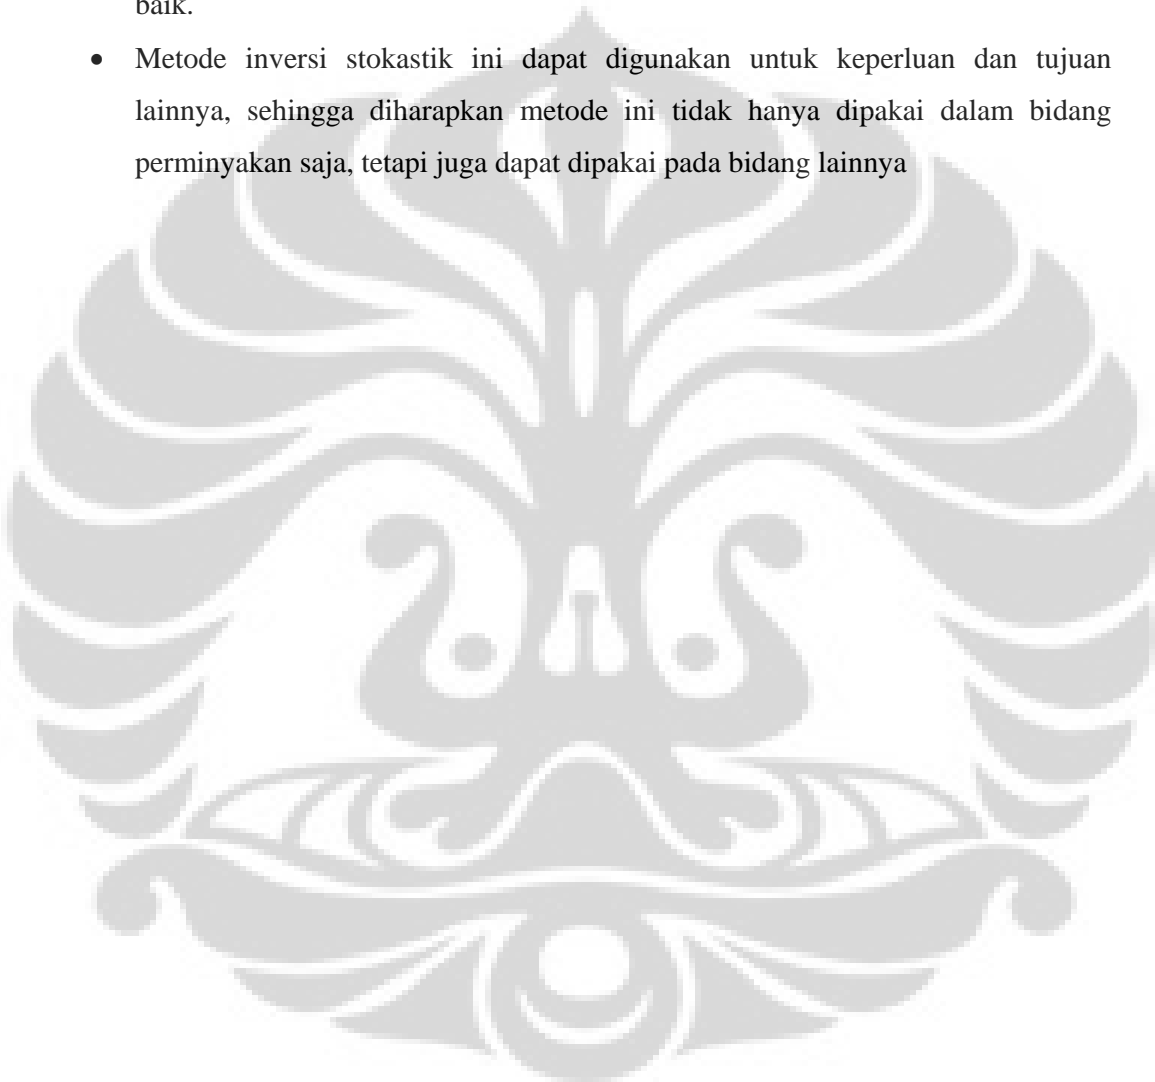 baik.
• Metode inversi stokastik ini dapat digunakan untuk keperluan dan tujuan
lainnya, sehingga diharapkan metode ini tidak hanya dipakai dalam bidang
perminyakan saja, tetapi juga dapat dipakai pada bidang lainnya